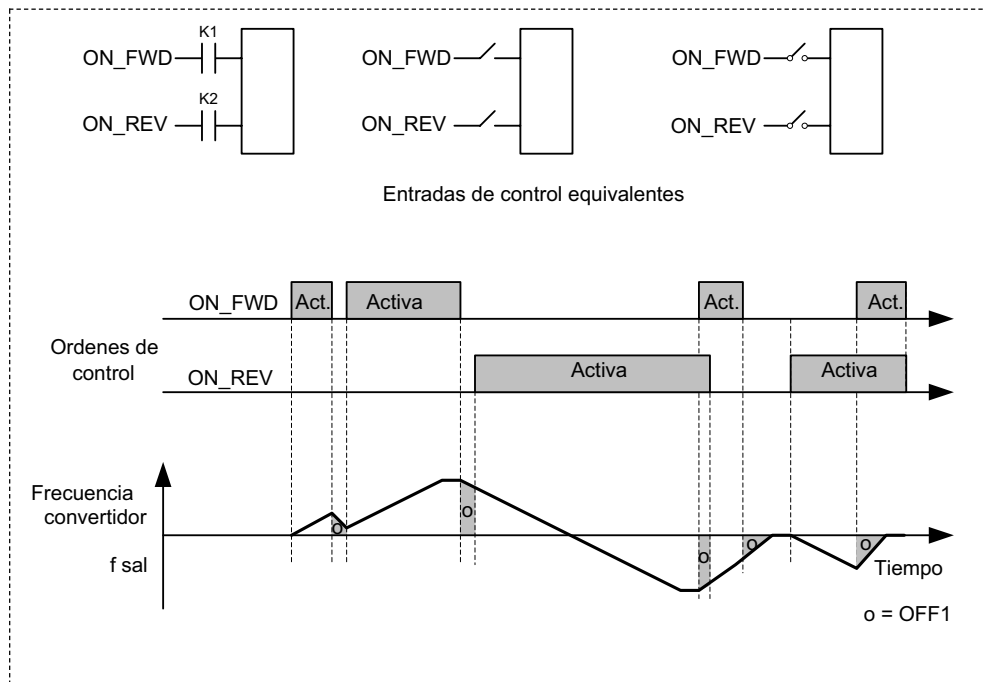 K1
ON_FWD ON_FWD ON_FWD
K2
ON_REV ON_REV ON_REV
Entradas de control equivalentes
ON_FWD Act. Activa Act. Act.
Ordenes de
control
ON_REV Activa Activa
Frecuencia
convertidor
f sal
o o o o o
Tiempo
o = OFF1